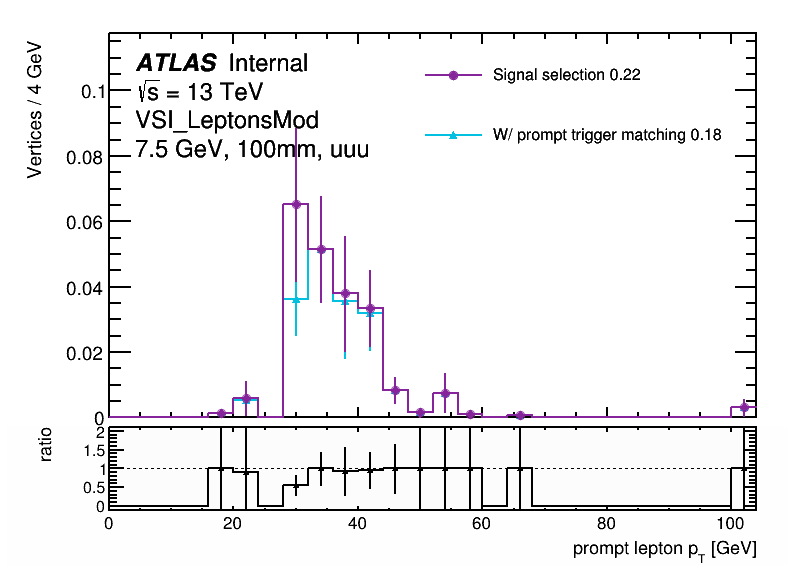 ATLAS Internal
√s = 13 TeV
VSI_LeptonsMod
7.5 GeV, 100mm, uuu
Signal selection 0.22
W/ prompt trigger matching 0.18
Vertices / 4 GeV
0.1
0.08
0.06
0.04
0.02
0
ratio
2
1.5
1
0.5
0
0 20 40 60 80 100
prompt lepton pT [GeV]